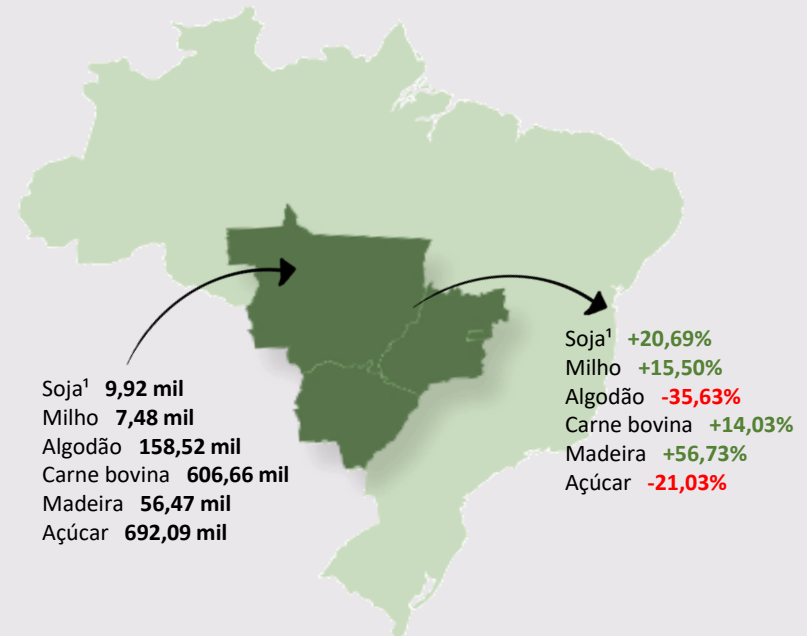 Soja¹ 9,92 mil
Milho 7,48 mil
Algodão 158,52 mil
Carne bovina 606,66 mil
Madeira 56,47 mil
Açúcar 692,09 mil
Soja¹ +20,69%
Milho +15,50%
Algodão -35,63%
Carne bovina +14,03%
Madeira +56,73%
Açúcar -21,03%